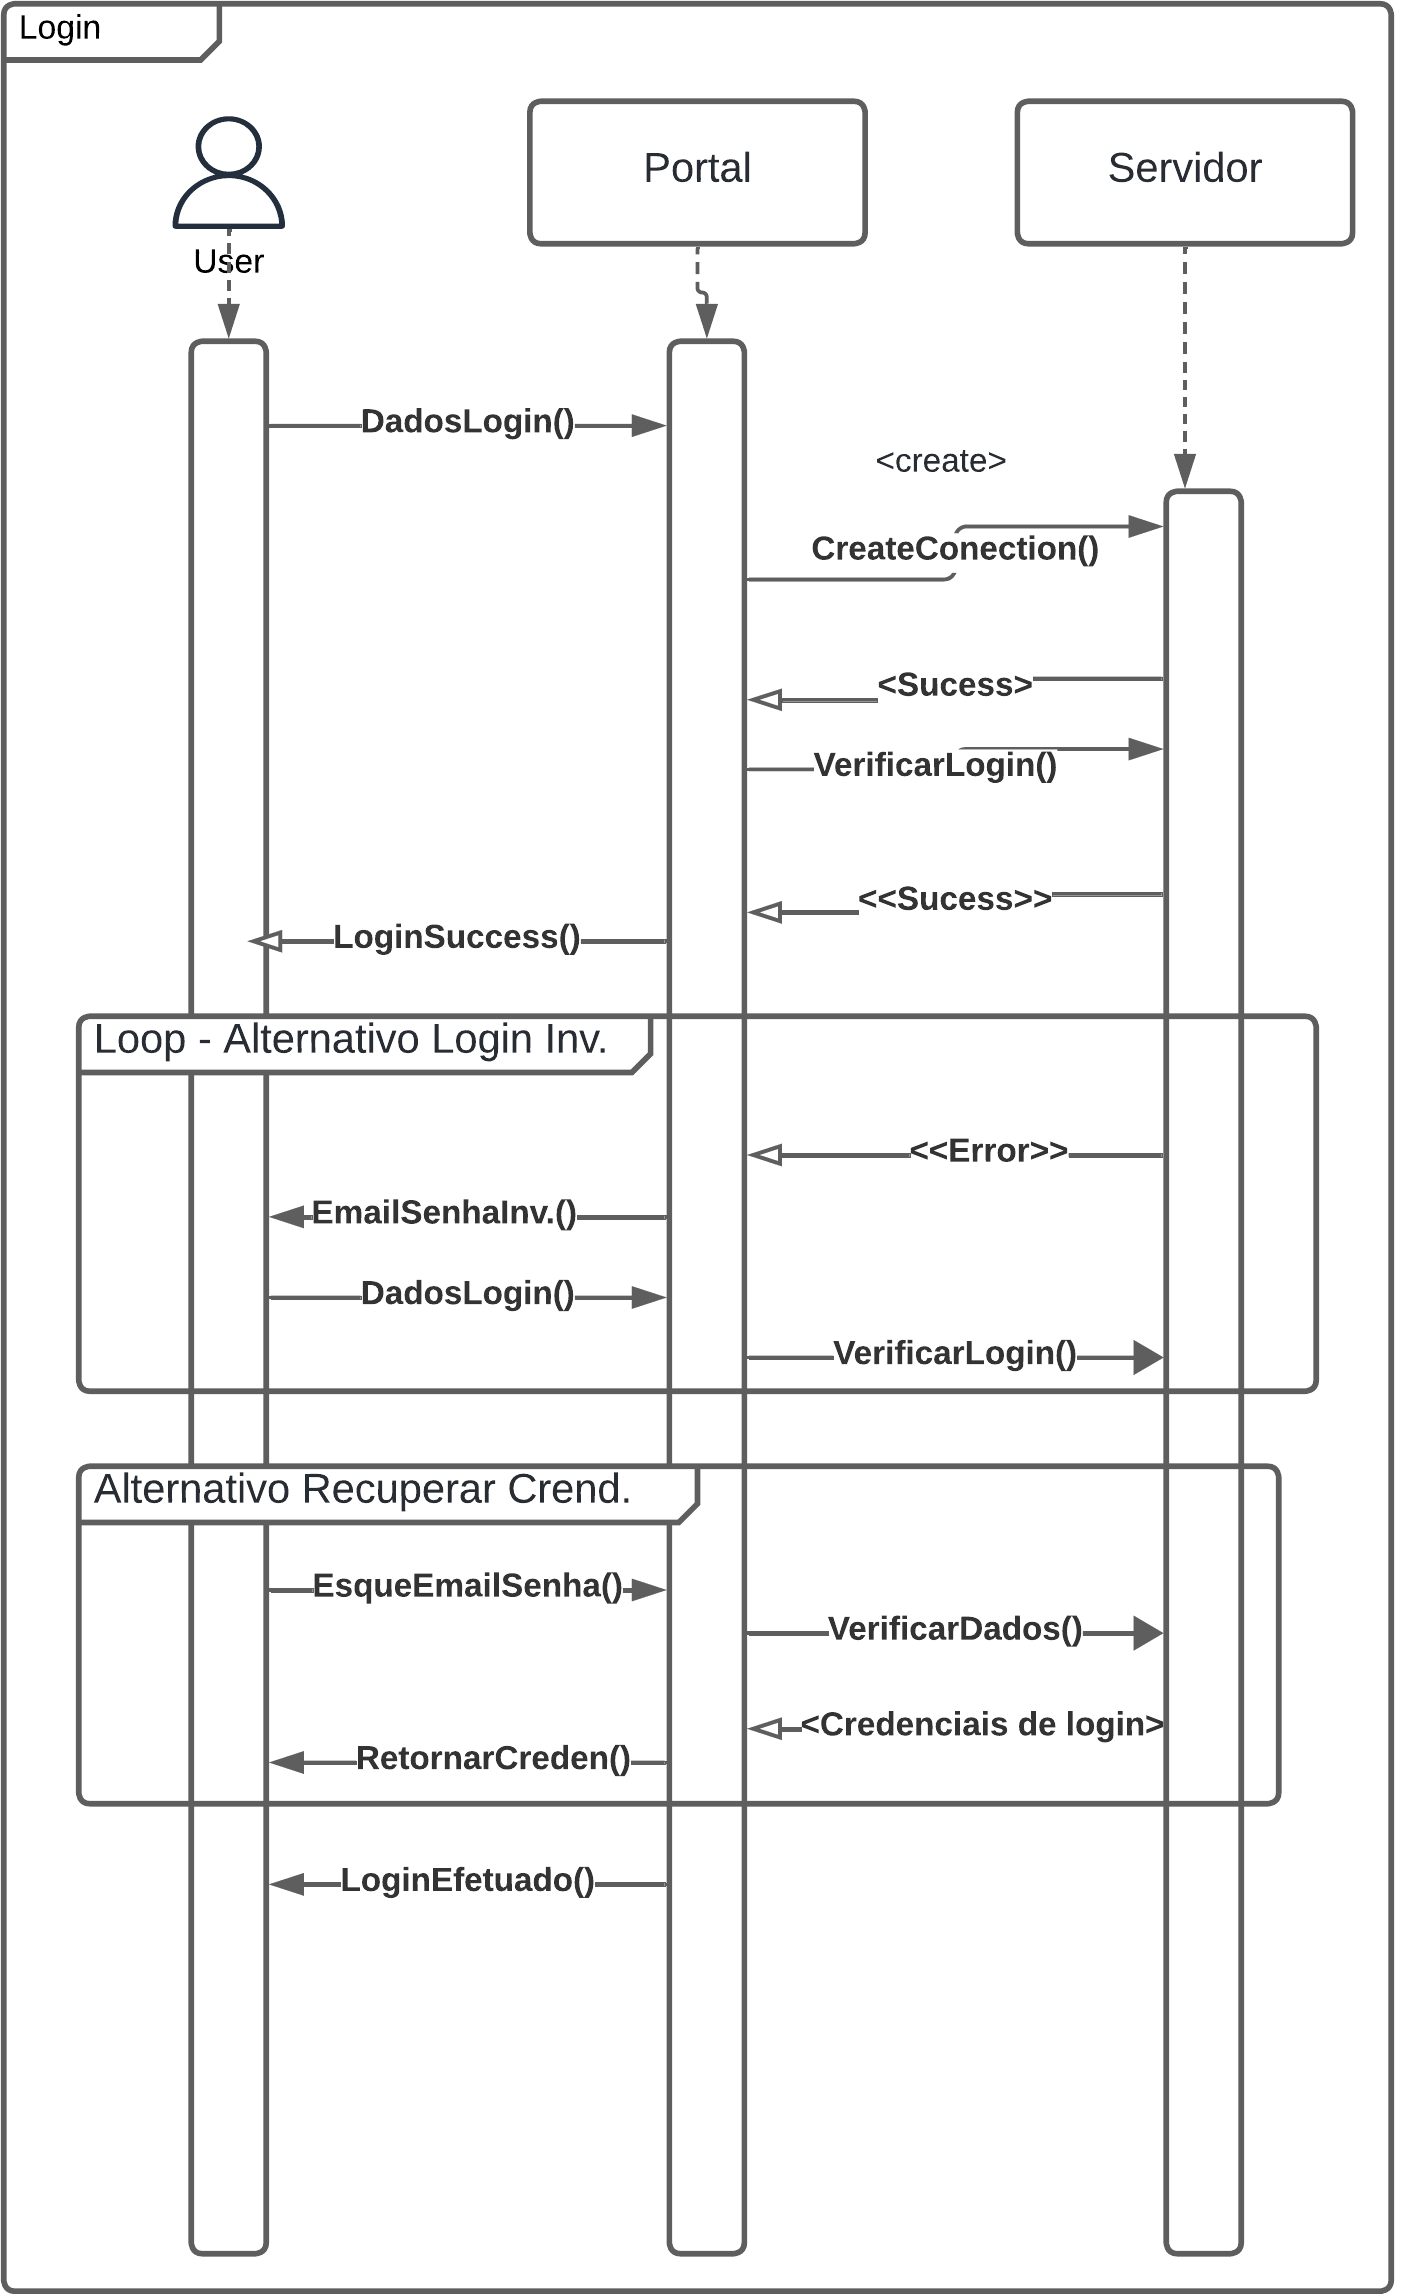 Login
User
Portal
Servidor
DadosLogin()
<create>
CreateConection()
<Sucess>
VerificarLogin()
<<Sucess>>
LoginSuccess()
Loop - Alternativo Login Inv.
<<Error>>
EmailSenhaInv.()
DadosLogin()
VerificarLogin()
Alternativo Recuperar Crend.
EsqueEmailSenha()
VerificarDados()
<Credenciais de login>
RetornarCreden()
LoginEfetuado()